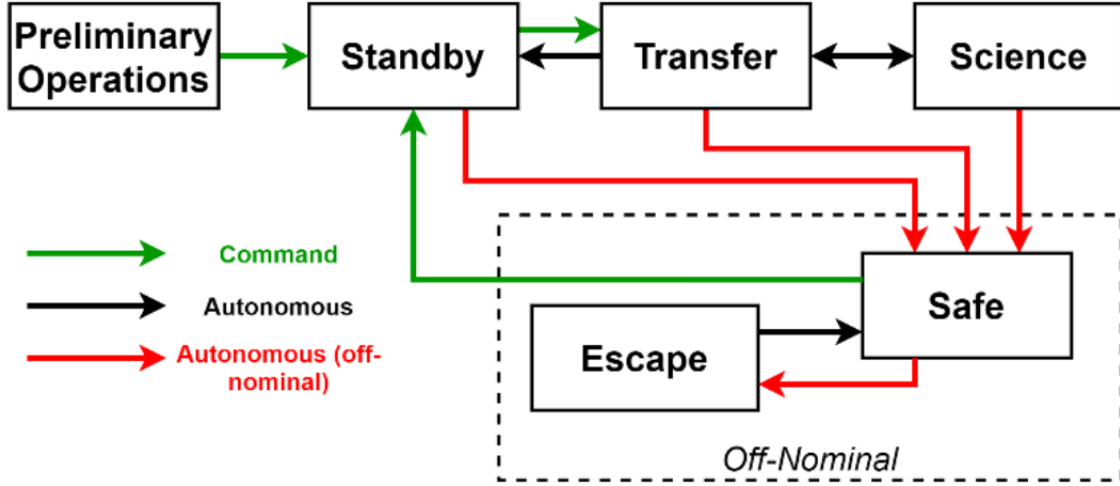 Preliminary
Operations
Standby
Transfer
Science
Command
Autonomous
Autonomous (off-
nominal)
Safe
Escape
Off-Nominal